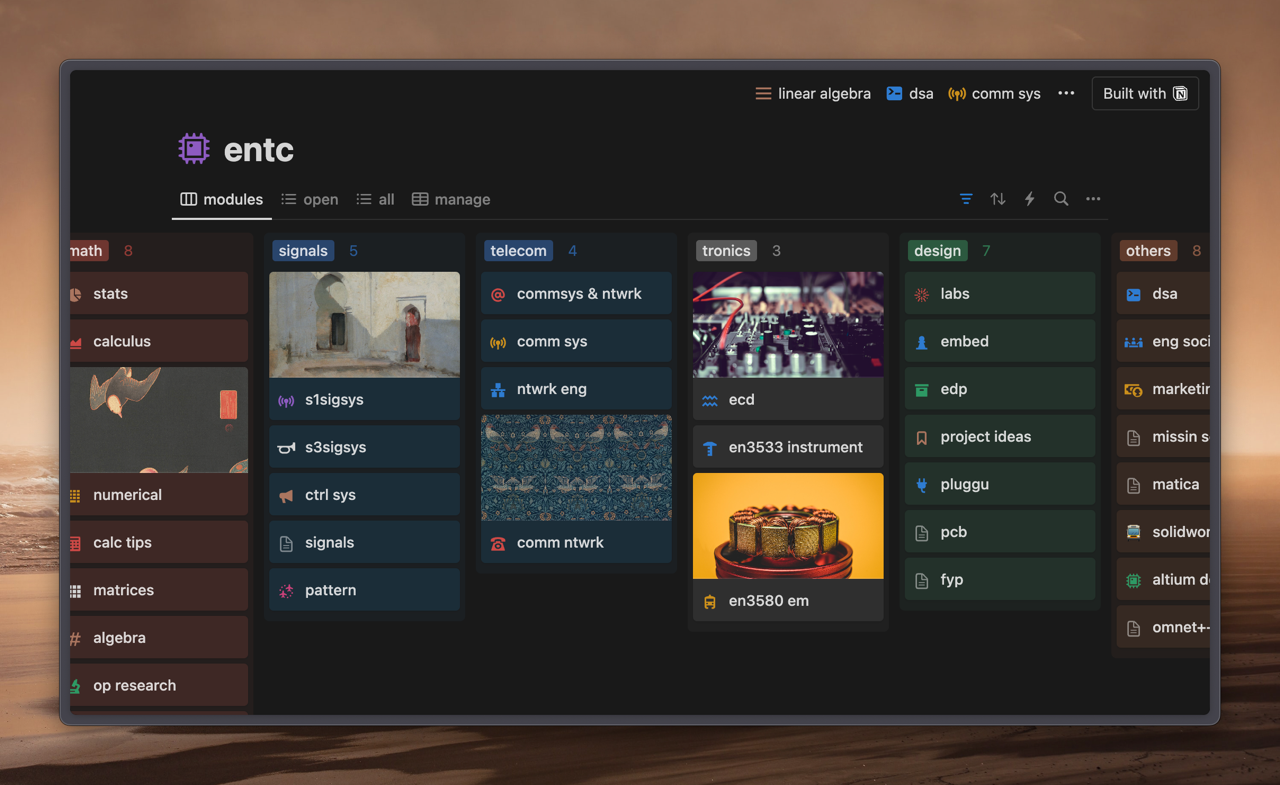 linear algebra
dsa
comm sys
Built with
entc
modules
open
all
manage
math 8
stats
calculus
numerical
calc tips
matrices
algebra
op research
signals 5
s1sigsys
s3sigsys
ctrl sys
signals
pattern
telecom 4
commsys & ntwrk
comm sys
ntwrk eng
comm ntwrk
tronics 3
ecd
en3533 instrument
en3580 em
design 7
labs
embed
edp
project ideas
pluggu
pcb
fyp
others 8
dsa
eng soci
marketin
missin s
matica
solidwor
altium d
omnet+